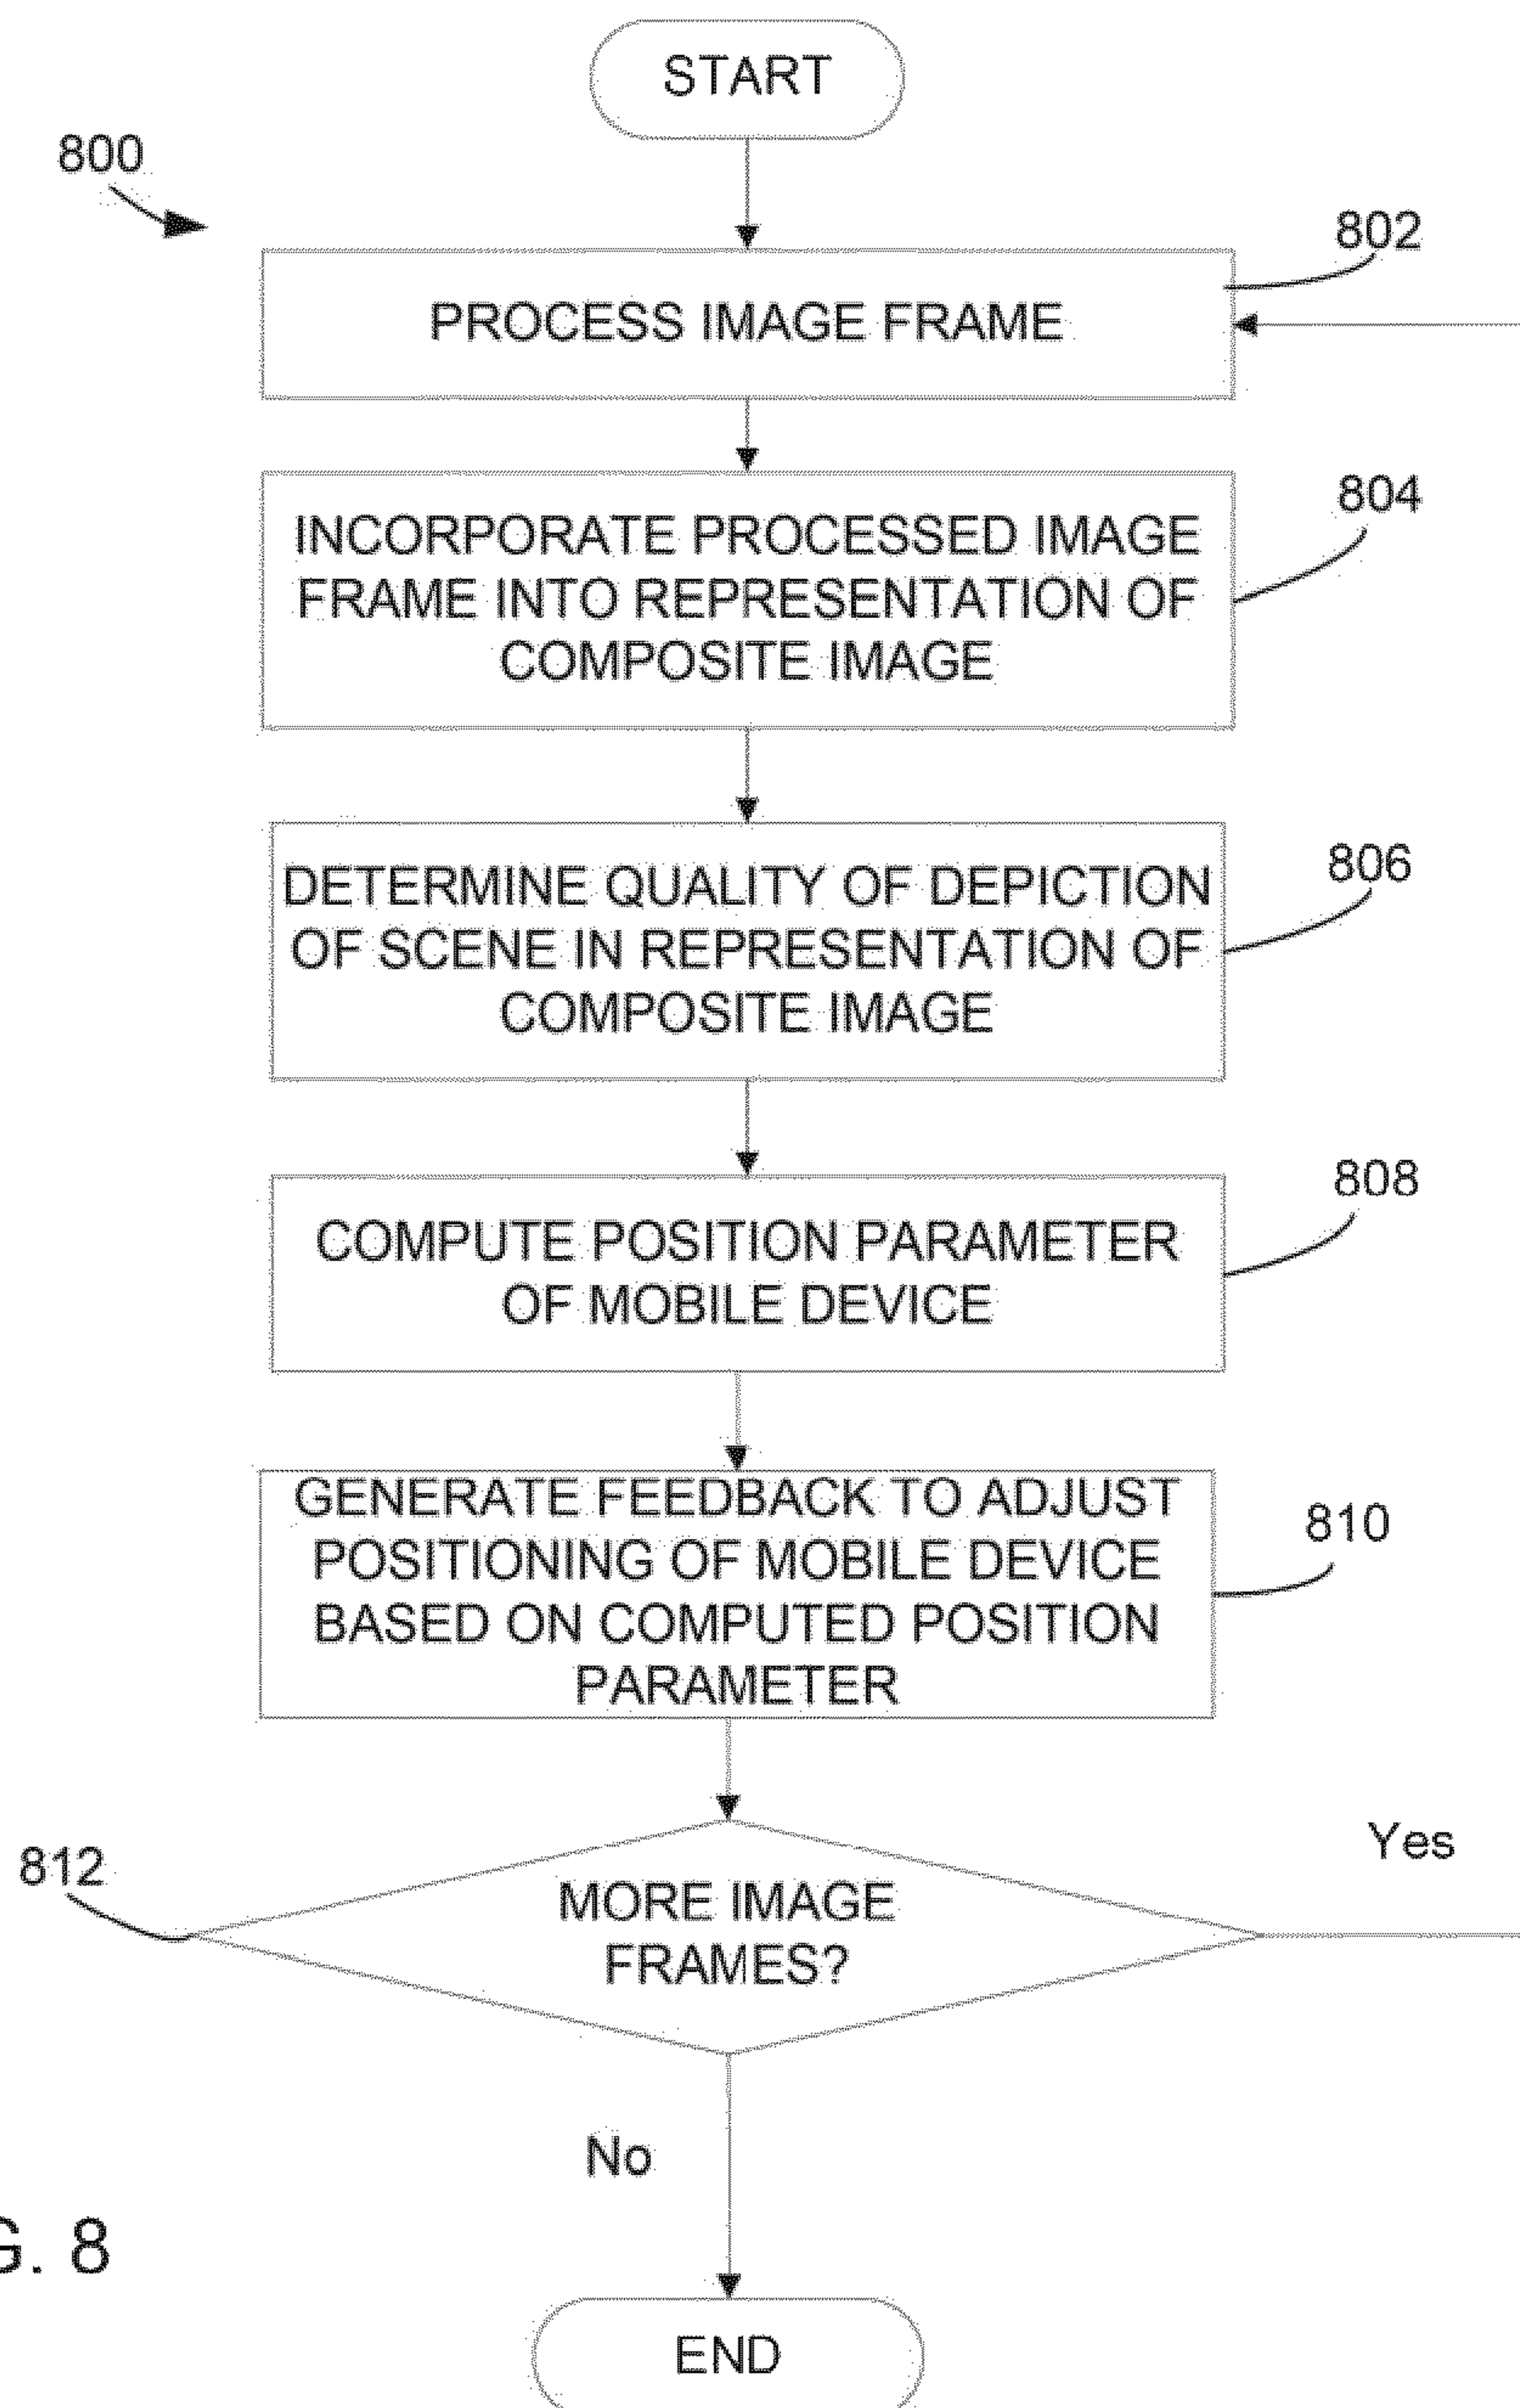 START
800
802
PROCESS IMAGE FRAME
804
INCORPORATE PROCESSED IMAGE
FRAME INTO REPRESENTATION OF
COMPOSITE IMAGE
806
DETERMINE QUALITY OF DEPICTION
OF SCENE IN REPRESENTATION OF
COMPOSITE IMAGE
808
COMPUTE POSITION PARAMETER
OF MOBILE DEVICE
GENERATE FEEDBACK TO ADJUST
810
POSITIONING OF MOBILE DEVICE
BASED ON COMPUTED POSITION
PARAMETER
Yes
812
MORE IMAGE
FRAMES?
No
G. 8
END